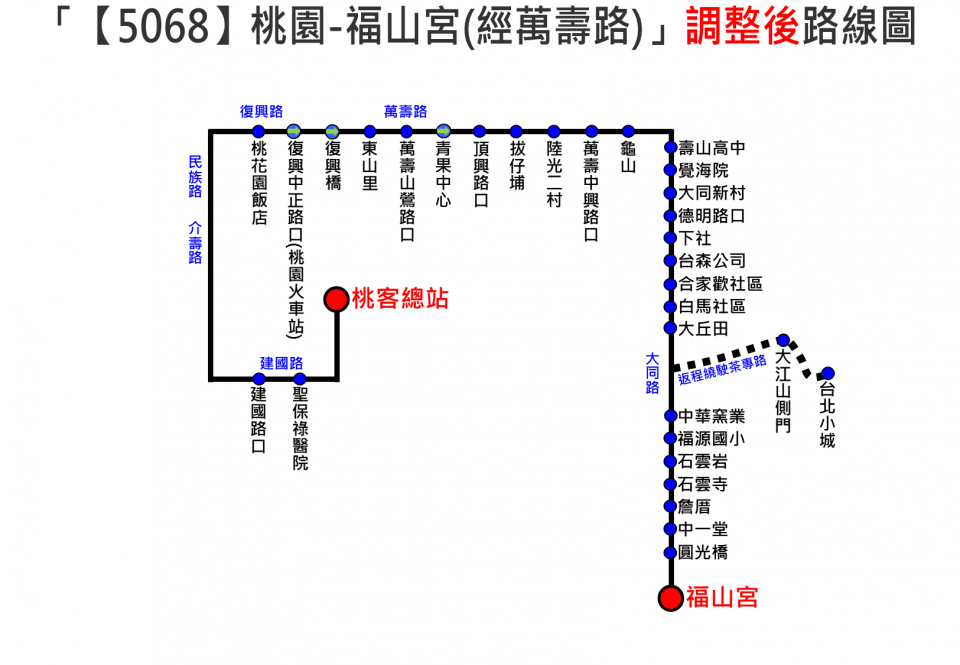 「【5068】桃園-福山宮(經萬壽路)」調整後路線圖
復興路
萬壽路
民族路
介壽路
桃花園飯店
復興中正路口(桃園火車站)
復興橋
東山里
萬壽山鶯路口
青果中心
頂興路口
拔仔埔
陸光二村
萬壽中興路口
龜山
壽山高中
覺海院
大同新村
德明路口
下社
台森公司
合家歡社區
白馬社區
大丘田
桃客總站
建國路
建國路口
聖保祿醫院
大同路
返程繞駛茶專路
大江山側門
台北小城
中華窯業
福源國小
石雲岩
石雲寺
詹厝
中一堂
圓光橋
福山宮